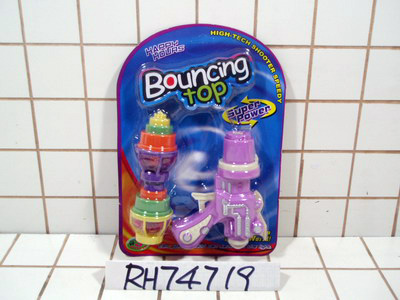 HAPPY HOURS
HIGH-TECH SHOOTER SPEEDY
Bouncing
top
Super
Power
RH74719